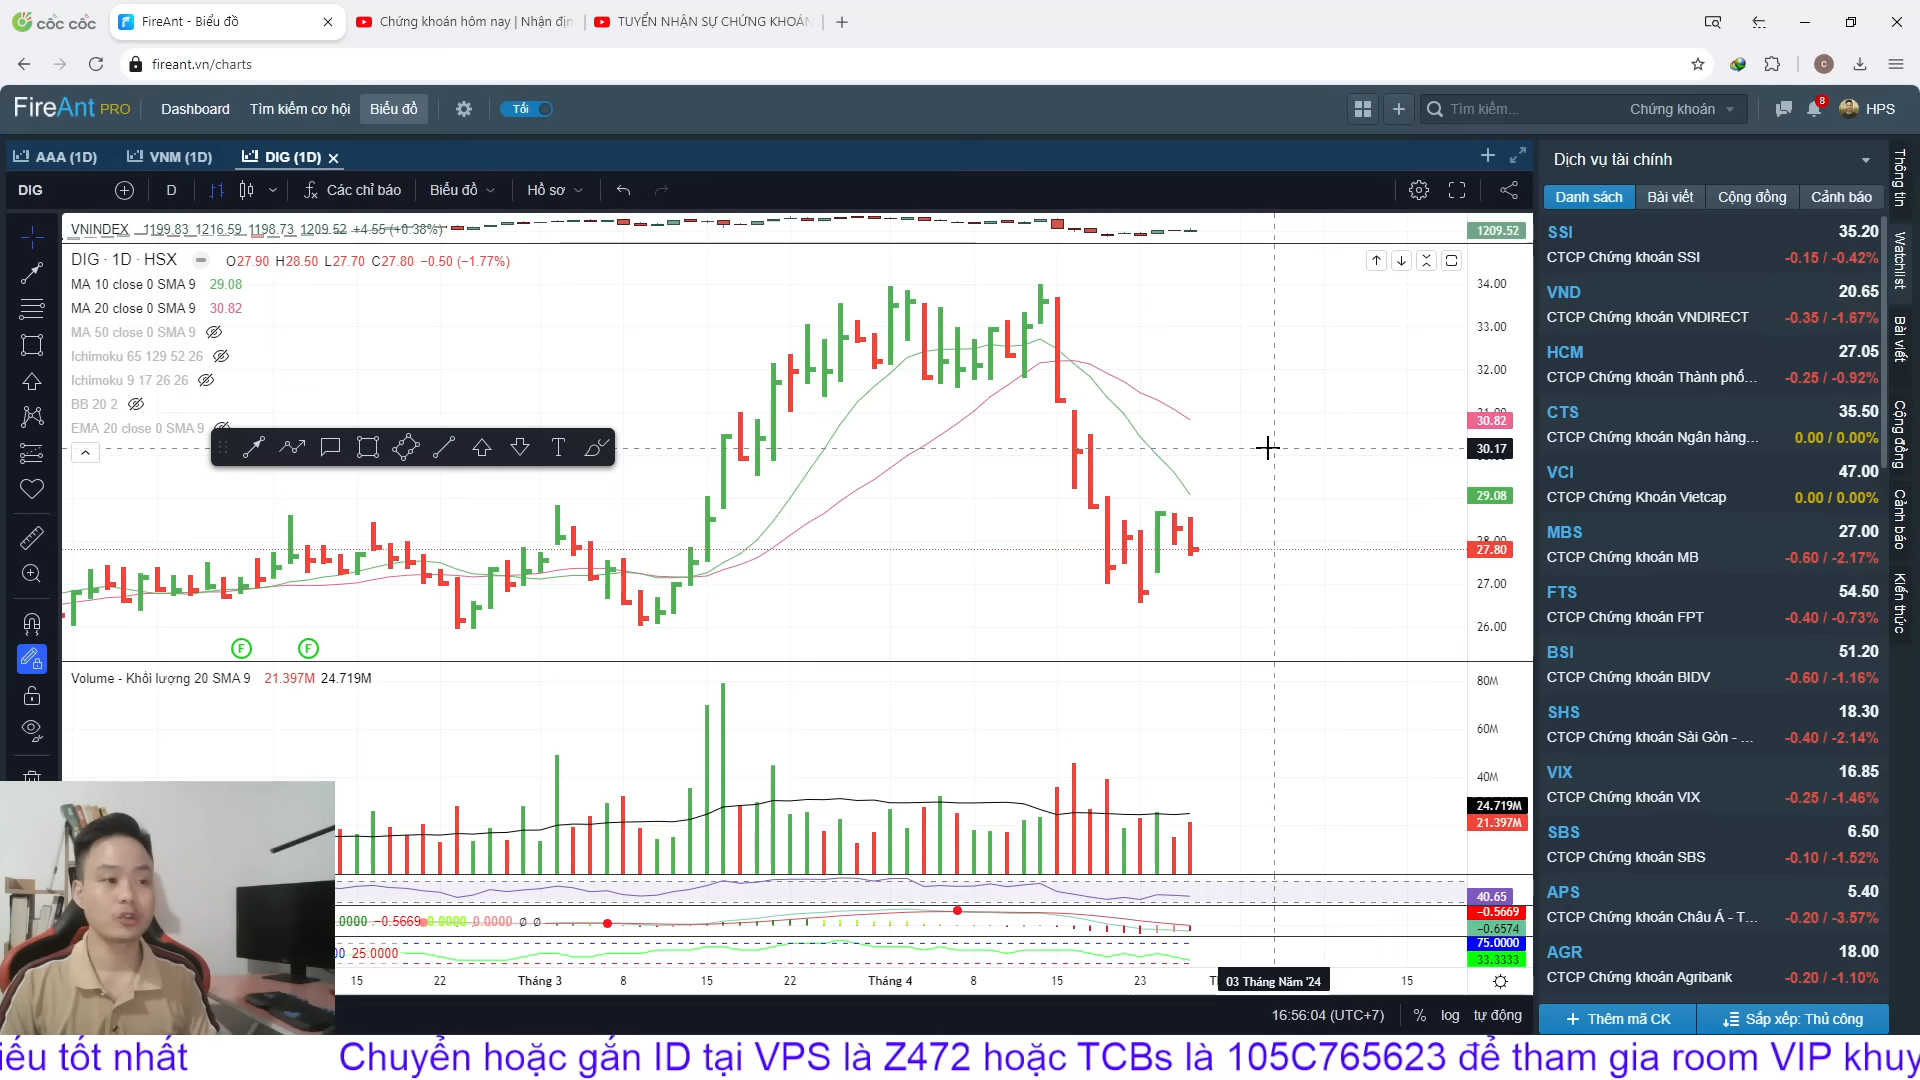 cốc cốc
FireAnt - Biểu đồ
Chứng khoán hôm nay | Nhận địn
TUYỂN NHẬN SỰ CHỨNG KHOÁN
fireant.vn/charts
C
FireAnt PRO
Dashboard
Tìm kiếm cơ hội
Biểu đồ
Tối
Tìm kiếm...
Chứng khoán
8
HPS
AAA (1D)
VNM (1D)
DIG (1D)
DIG
D
Các chỉ báo
Biểu đồ
Hồ sơ
VNINDEX 1199.83 1216.59 1198.73 1209.52 +4.55 (+0.38%)
1209.52
DIG · 1D · HSX O27.90 H28.50 L27.70 C27.80 −0.50 (−1.77%)
MA 10 close 0 SMA 9 29.08
MA 20 close 0 SMA 9 30.82
MA 50 close 0 SMA 9
Ichimoku 65 129 52 26
Ichimoku 9 17 26 26
BB 20 2
EMA 20 close 0 SMA 9
34.00
33.00
32.00
30.82
30.17
29.08
27.80
27.00
26.00
F
F
T
Volume - Khối lượng 20 SMA 9 21.397M 24.719M
80M
60M
40M
24.719M
21.397M
40.65
.0000 −0.5669 0.0000 0.0000 ∅ ∅
−0.5669
−0.6574
00 25.0000
75.0000
33.3333
15
22
Tháng 3
8
15
22
Tháng 4
8
15
23
03 Tháng Năm '24
15
16:56:04 (UTC+7)
%
log
tự động
Dịch vụ tài chính
Danh sách
Bài viết
Cộng đồng
Cảnh báo
SSI 35.20
CTCP Chứng khoán SSI -0.15 / -0.42%
VND 20.65
CTCP Chứng khoán VNDIRECT -0.35 / -1.67%
HCM 27.05
CTCP Chứng khoán Thành phố... -0.25 / -0.92%
CTS 35.50
CTCP Chứng khoán Ngân hàng... 0.00 / 0.00%
VCI 47.00
CTCP Chứng Khoán Vietcap 0.00 / 0.00%
MBS 27.00
CTCP Chứng khoán MB -0.60 / -2.17%
FTS 54.50
CTCP Chứng khoán FPT -0.40 / -0.73%
BSI 51.20
CTCP Chứng khoán BIDV -0.60 / -1.16%
SHS 18.30
CTCP Chứng khoán Sài Gòn - ... -0.40 / -2.14%
VIX 16.85
CTCP Chứng khoán VIX -0.25 / -1.46%
SBS 6.50
CTCP Chứng khoán SBS -0.10 / -1.52%
APS 5.40
CTCP Chứng khoán Châu Á - T... -0.20 / -3.57%
AGR 18.00
CTCP Chứng khoán Agribank -0.20 / -1.10%
Thêm mã CK
Sắp xếp: Thủ công
Thông tin
Watchlist
Bài viết
Cộng đồng
Cảnh báo
Kiến thức
iếu tốt nhất Chuyển hoặc gắn ID tại VPS là Z472 hoặc TCBs là 105C765623 để tham gia room VIP khuy